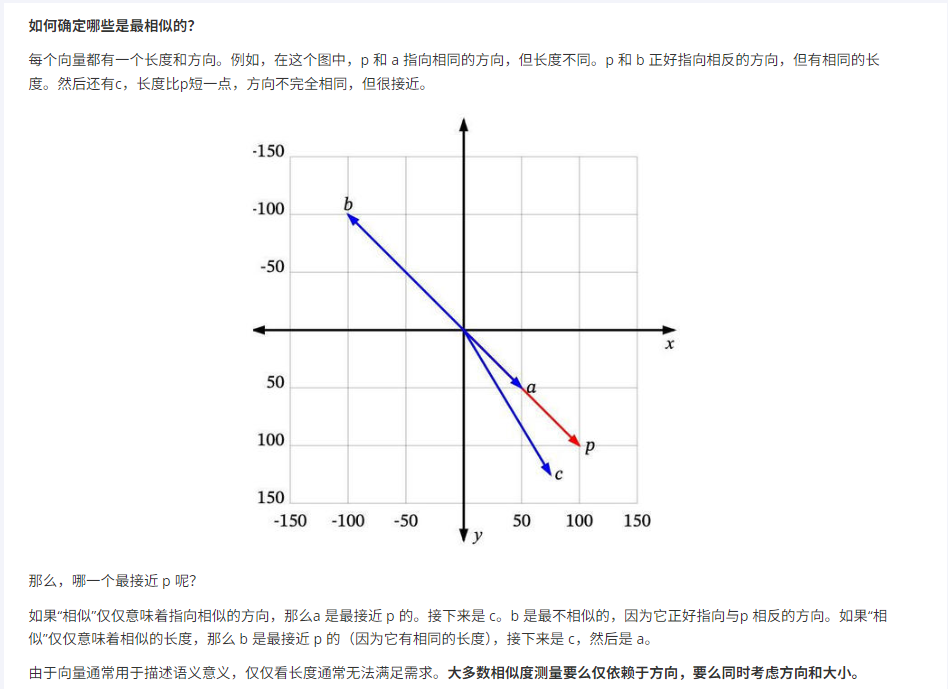 如何确定哪些是最相似的?
每个向量都有一个长度和方向。例如，在这个图中，p 和 a 指向相同的方向，但长度不同。p 和 b 正好指向相反的方向，但有相同的长
度。然后还有c，长度比p短一点，方向不完全相同，但很接近。
-150
b
-100
-50
x
50
a
100
p
c
150
-150 -100 -50 50 100 150
y
那么，哪一个最接近 p 呢?
如果“相似”仅仅意味着指向相似的方向，那么a 是最接近 p 的。接下来是 c。b 是最不相似的，因为它正好指向与p 相反的方向。如果“相
似”仅仅意味着相似的长度，那么 b 是最接近 p 的（因为它有相同的长度），接下来是 c，然后是 a。
由于向量通常用于描述语义意义，仅仅看长度通常无法满足需求。大多数相似度测量要么仅依赖于方向，要么同时考虑方向和大小。